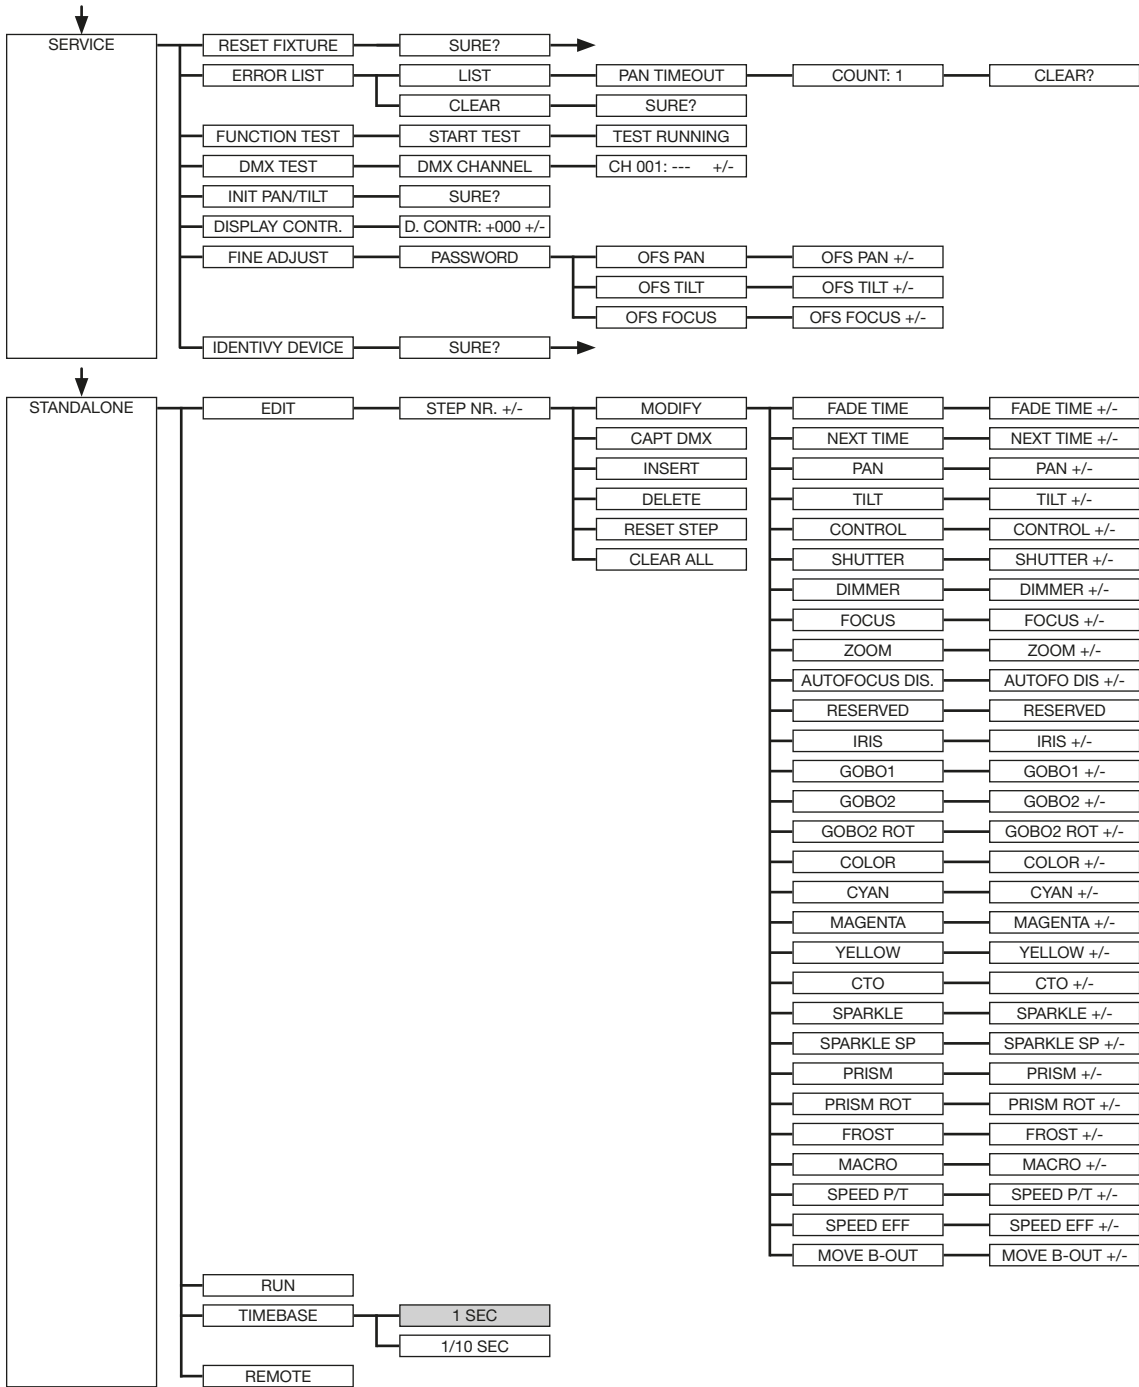 SERVICE RESET FIXTURE SURE?
ERROR LIST LIST PAN TIMEOUT COUNT: 1 CLEAR?
CLEAR SURE?
FUNCTION TEST START TEST TEST RUNNING
DMX TEST DMX CHANNEL CH 001: --- +/-
INIT PAN/TILT SURE?
DISPLAY CONTR. D. CONTR: +000 +/-
FINE ADJUST PASSWORD OFS PAN OFS PAN +/-
OFS TILT OFS TILT +/-
OFS FOCUS OFS FOCUS +/-
IDENTIVY DEVICE SURE?
STANDALONE EDIT STEP NR. +/- MODIFY FADE TIME FADE TIME +/-
CAPT DMX NEXT TIME NEXT TIME +/-
INSERT PAN PAN +/-
DELETE TILT TILT +/-
RESET STEP CONTROL CONTROL +/-
CLEAR ALL SHUTTER SHUTTER +/-
DIMMER DIMMER +/-
FOCUS FOCUS +/-
ZOOM ZOOM +/-
AUTOFOCUS DIS. AUTOFO DIS +/-
RESERVED RESERVED
IRIS IRIS +/-
GOBO1 GOBO1 +/-
GOBO2 GOBO2 +/-
GOBO2 ROT GOBO2 ROT +/-
COLOR COLOR +/-
CYAN CYAN +/-
MAGENTA MAGENTA +/-
YELLOW YELLOW +/-
CTO CTO +/-
SPARKLE SPARKLE +/-
SPARKLE SP SPARKLE SP +/-
PRISM PRISM +/-
PRISM ROT PRISM ROT +/-
FROST FROST +/-
MACRO MACRO +/-
SPEED P/T SPEED P/T +/-
SPEED EFF SPEED EFF +/-
MOVE B-OUT MOVE B-OUT +/-
RUN
TIMEBASE 1 SEC
1/10 SEC
REMOTE